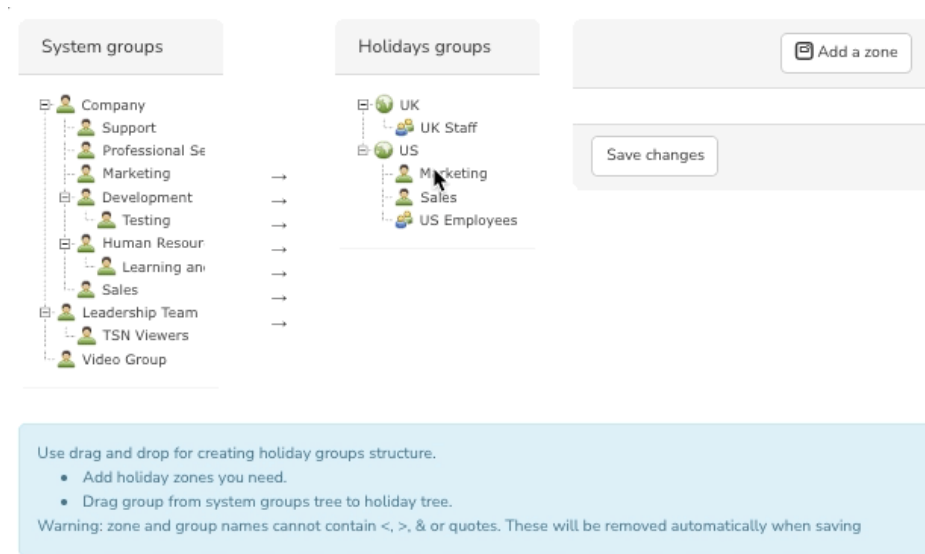 System groups
Company
Support
Professional Se
Marketing
Development
Testing
Human Resour
Learning an
Sales
Leadership Team
TSN Viewers
Video Group
→
→
→
→
→
→
→
Holidays groups
UK
UK Staff
US
Marketing
Sales
US Employees
Add a zone
Save changes
Use drag and drop for creating holiday groups structure.
• Add holiday zones you need.
• Drag group from system groups tree to holiday tree.
Warning: zone and group names cannot contain <, >, & or quotes. These will be removed automatically when saving